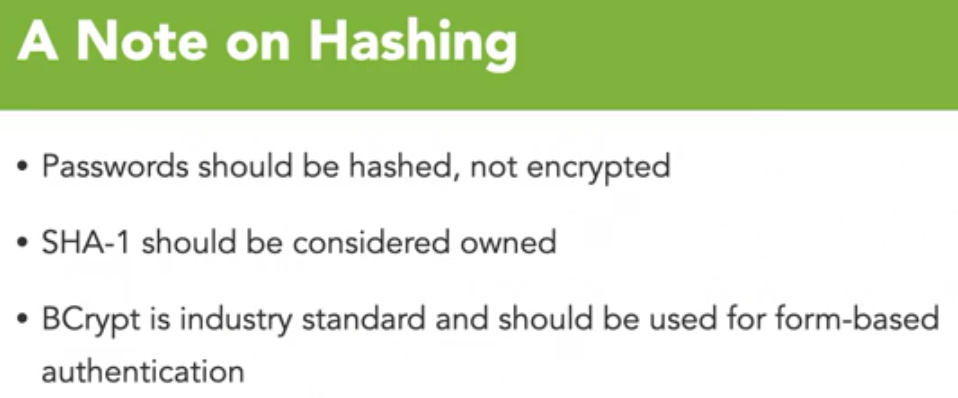 A Note on Hashing
• Passwords should be hashed, not encrypted
• SHA-1 should be considered owned
• BCrypt is industry standard and should be used for form-based
authentication